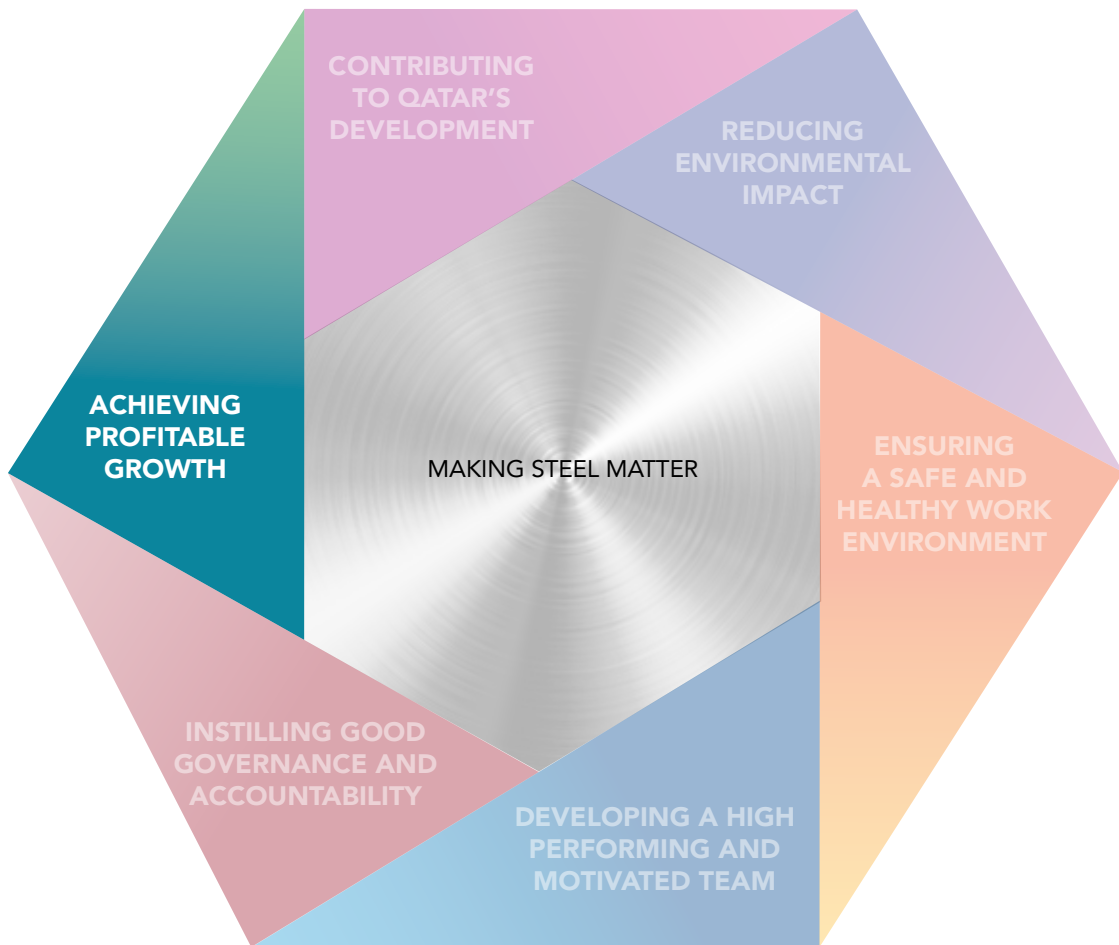 CONTRIBUTING
TO QATAR'S
DEVELOPMENT
REDUCING
ENVIRONMENTAL
IMPACT
ACHIEVING
PROFITABLE
GROWTH
MAKING STEEL MATTER
ENSURING
A SAFE AND
HEALTHY WORK
ENVIRONMENT
INSTILLING GOOD
GOVERNANCE AND
ACCOUNTABILITY
DEVELOPING A HIGH
PERFORMING AND
MOTIVATED TEAM